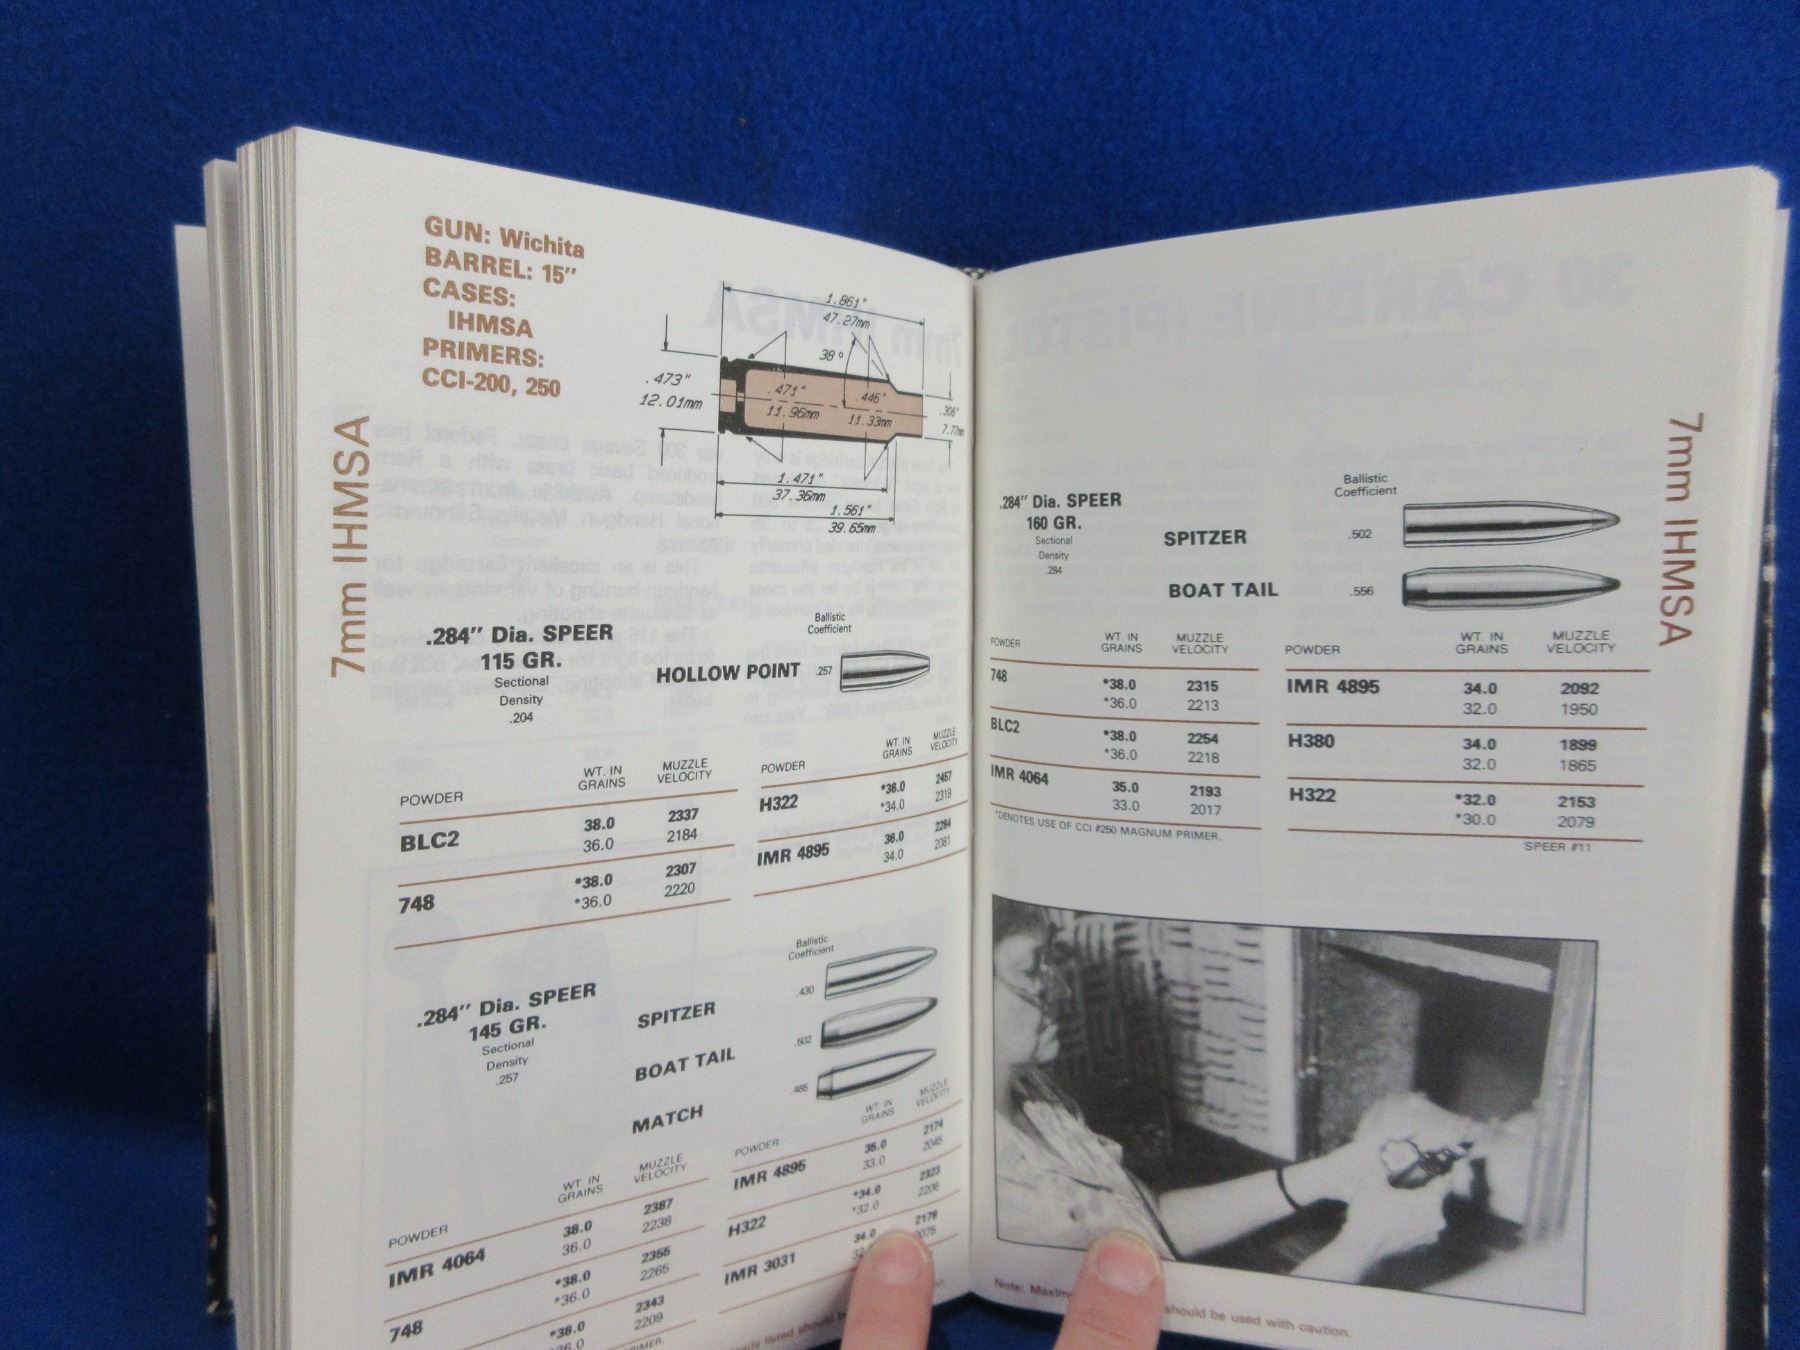 GUN: Wichita
BARREL: 15"
CASES:
IHMSA
PRIMERS:
CCI-200, 250
7mm IHMSA
1.861"
47.27mm
38°
.473"
12.01mm
.471"
11.96mm
.446"
11.33mm
.306"
7.77mm
1.471"
37.36mm
1.561"
39.65mm
.284" Dia. SPEER
115 GR.
Sectional
Density
.204
HOLLOW POINT
Ballistic
Coefficient
.257
POWDER WT. IN GRAINS MUZZLE VELOCITY
BLC2 38.0 2337
36.0 2184
748 *38.0 2307
*36.0 2220
POWDER WT. IN GRAINS MUZZLE VELOCITY
H322 *36.0 2457
*34.0 2319
IMR 4895 36.0 2284
34.0 2081
.284" Dia. SPEER
145 GR.
Sectional
Density
.257
Ballistic
Coefficient
SPITZER .430
BOAT TAIL .502
MATCH .465
POWDER WT. IN GRAINS MUZZLE VELOCITY
IMR 4064 38.0 2387
36.0 2238
748 *38.0 2355
*36.0 2265
*38.0 2343
2209
PRIMER.
POWDER WT. IN GRAINS MUZZLE VELOCITY
IMR 4895 35.0 2174
33.0 2045
H322 *34.0 2323
*32.0 2206
IMR 3031 34.0 2178
2075
listed should
7mm IHMSA
.284" Dia. SPEER
160 GR.
Sectional
Density
.284
Ballistic
Coefficient
SPITZER .502
BOAT TAIL .556
POWDER WT. IN GRAINS MUZZLE VELOCITY
748 *38.0 2315
*36.0 2213
BLC2 *38.0 2254
*36.0 2218
IMR 4064 35.0 2193
33.0 2017
*DENOTES USE OF CCI #250 MAGNUM PRIMER.
POWDER WT. IN GRAINS MUZZLE VELOCITY
IMR 4895 34.0 2092
32.0 1950
H380 34.0 1899
32.0 1865
H322 *32.0 2153
*30.0 2079
SPEER #11
Note: should be used with caution.